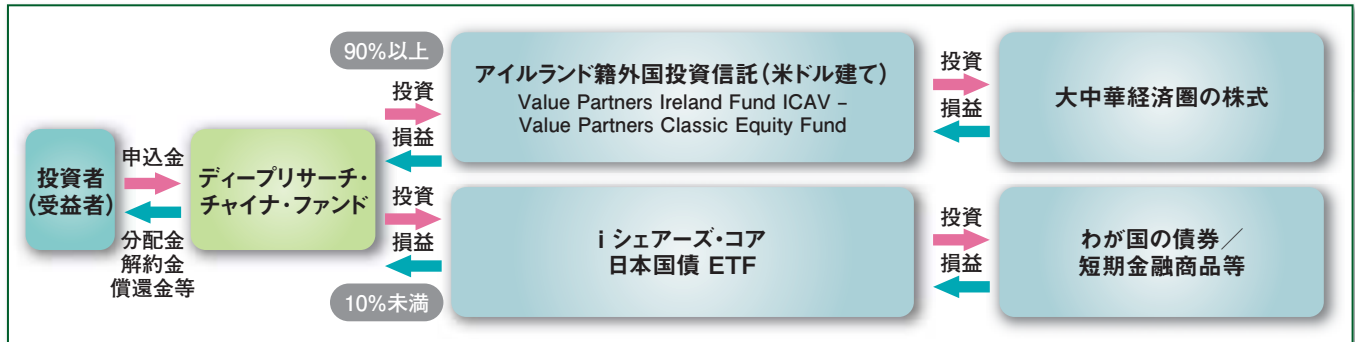 投資者
(受益者)
申込金
分配金
解約金
償還金等
ディープリサーチ・
チャイナ・ファンド
90%以上
投資
損益
アイルランド籍外国投資信託(米ドル建て)
Value Partners Ireland Fund ICAV –
Value Partners Classic Equity Fund
投資
損益
大中華経済圏の株式
投資
損益
10%未満
i シェアーズ・コア
日本国債 ETF
投資
損益
わが国の債券/
短期金融商品等